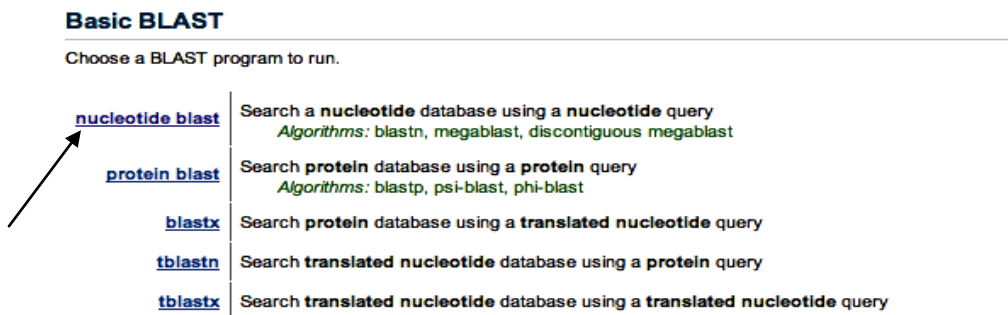 Basic BLAST
Choose a BLAST program to run.
nucleotide blast Search a nucleotide database using a nucleotide query
Algorithms: blastn, megablast, discontiguous megablast
protein blast Search protein database using a protein query
Algorithms: blastp, psi-blast, phi-blast
blastx Search protein database using a translated nucleotide query
tblastn Search translated nucleotide database using a protein query
tblastx Search translated nucleotide database using a translated nucleotide query